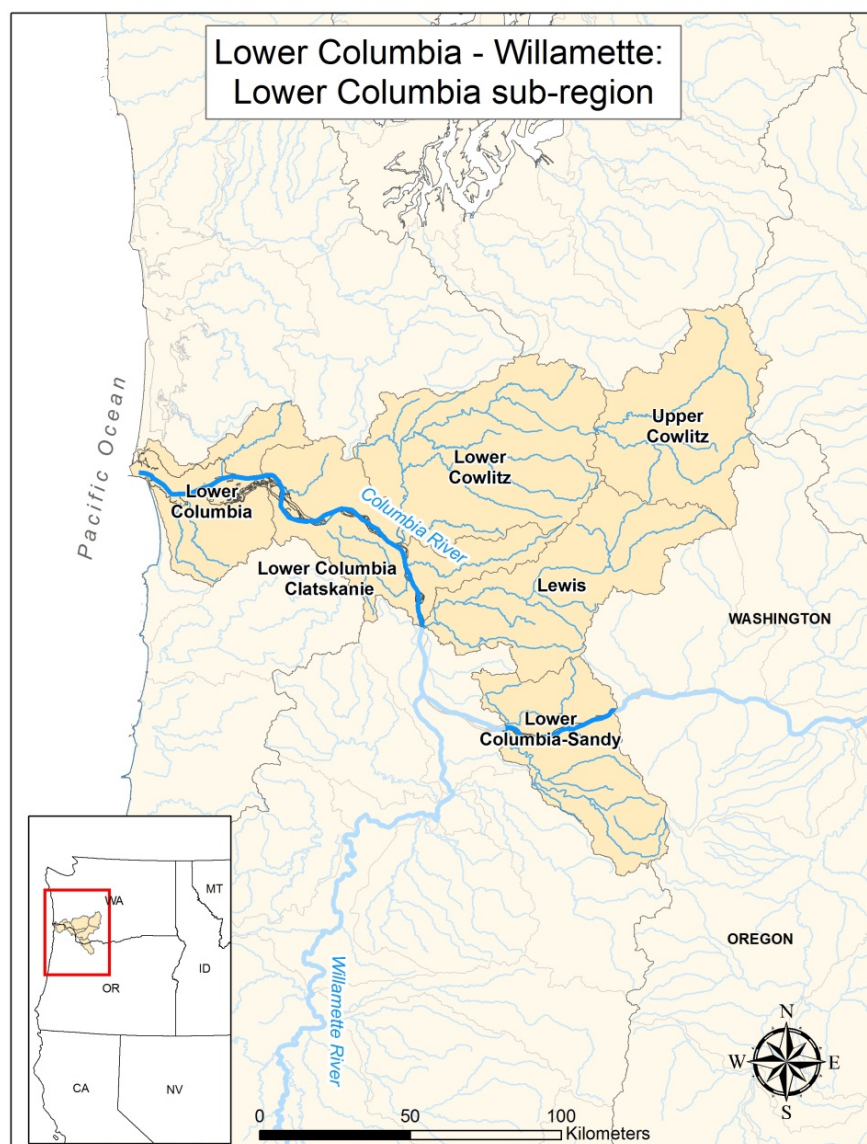 Lower Columbia - Willamette:
Lower Columbia sub-region
Pacific Ocean
Upper
Cowlitz
Lower
Cowlitz
Lower
Columbia
Columbia River
Lower Columbia
Clatskanie
Lewis
WASHINGTON
Lower
Columbia-Sandy
OREGON
Willamette River
WA
MT
OR
ID
CA
NV
N
W
E
S
0
50
100
Kilometers